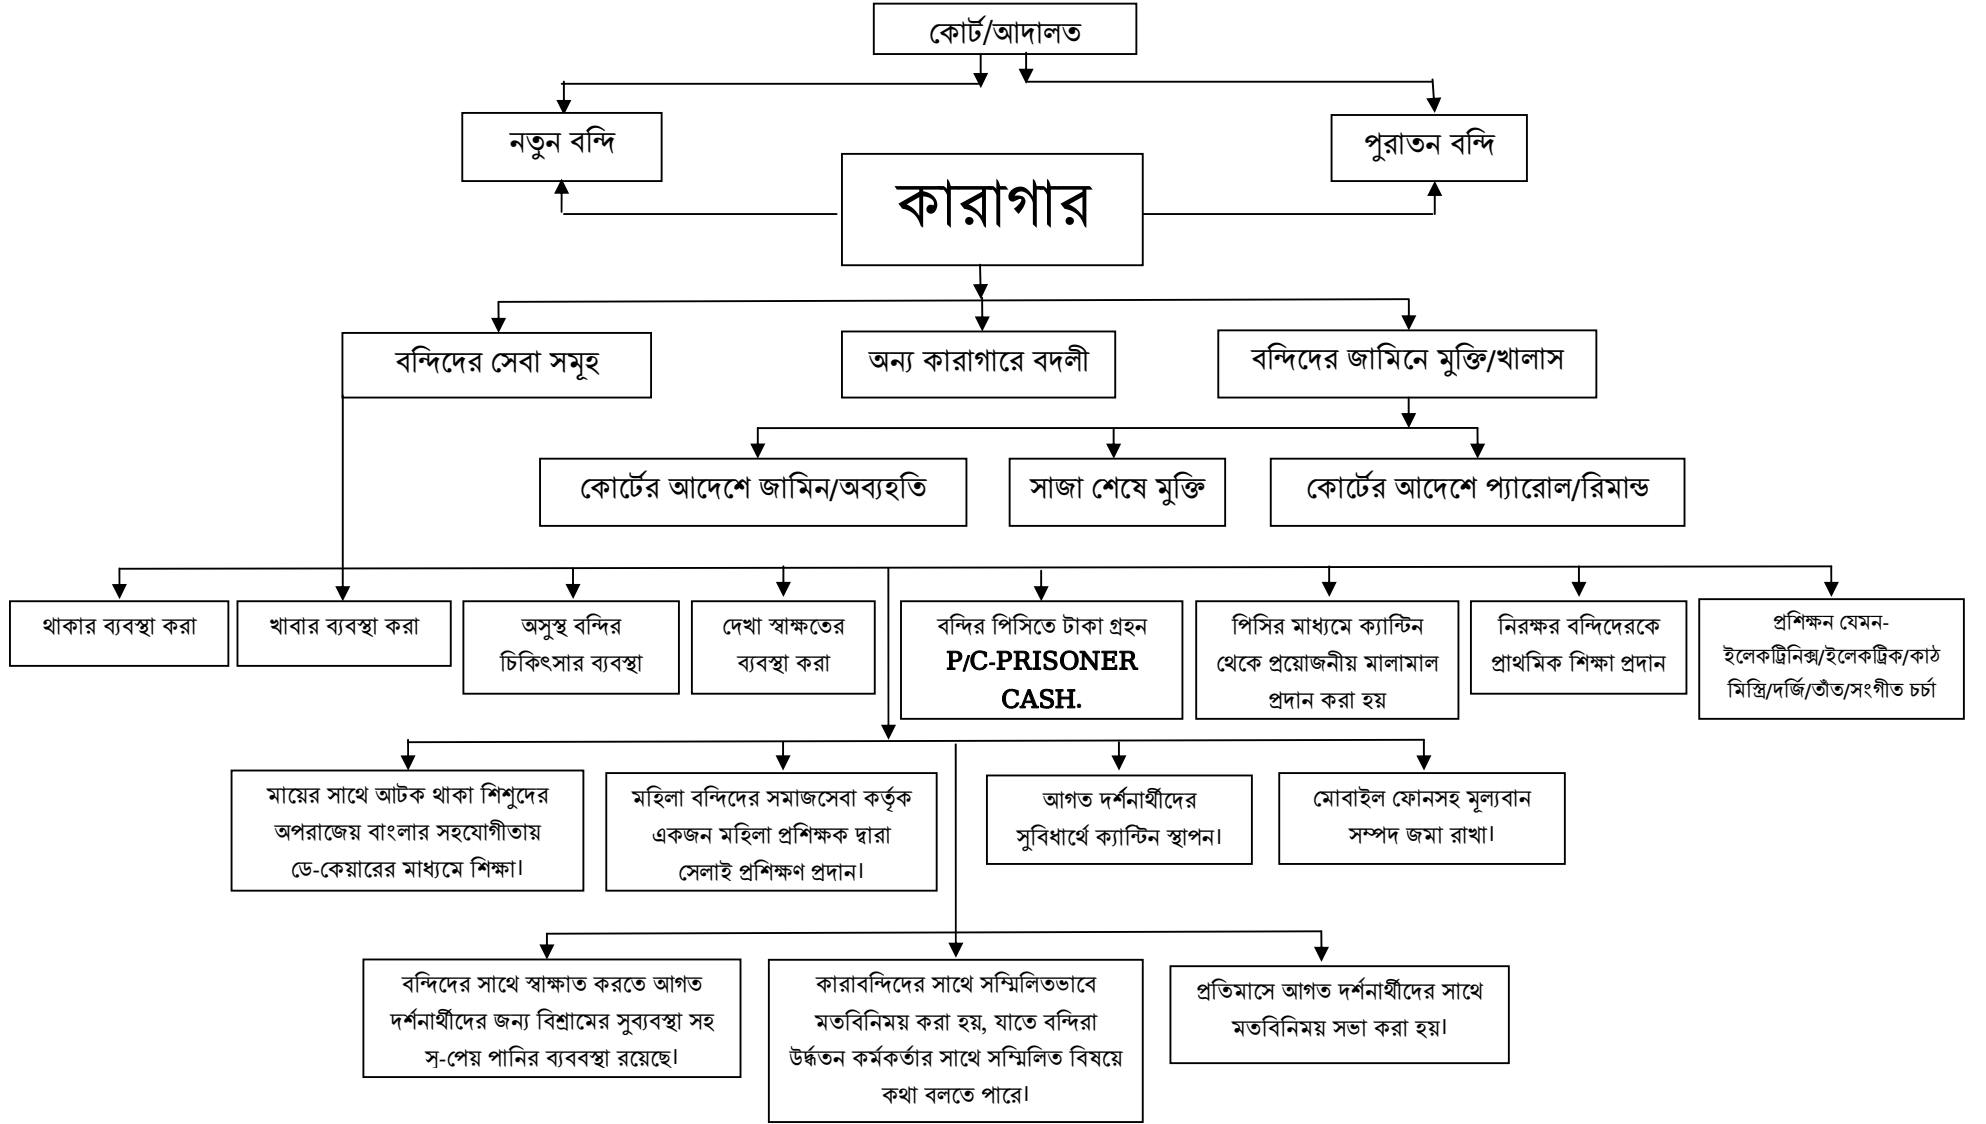 কোর্ট/আদালত
নতুন বন্দি
পুরাতন বন্দি
কারাগার
বন্দিদের সেবা সমূহ
অন্য কারাগারে বদলী
বন্দিদের জামিনে মুক্তি/খালাস
কোর্টের আদেশে জামিন/অব্যহতি
সাজা শেষে মুক্তি
কোর্টের আদেশে প্যারোল/রিমান্ড
থাকার ব্যবস্থা করা
খাবার ব্যবস্থা করা
অসুস্থ বন্দির
চিকিৎসার ব্যবস্থা
দেখা স্বাক্ষতের
ব্যবস্থা করা
বন্দির পিসিতে টাকা গ্রহন
P/C-PRISONER
CASH.
পিসির মাধ্যমে ক্যান্টিন
থেকে প্রয়োজনীয় মালামাল
প্রদান করা হয়
নিরক্ষর বন্দিদেরকে
প্রাথমিক শিক্ষা প্রদান
প্রশিক্ষন যেমন-
ইলেকট্রিনিক্স/ইলেকট্রিক/কাঠ
মিস্ত্রি/দর্জি/তাঁত/সংগীত চর্চা
মায়ের সাথে আটক থাকা শিশুদের
অপরাজেয় বাংলার সহযোগীতায়
ডে-কেয়ারের মাধ্যমে শিক্ষা।
মহিলা বন্দিদের সমাজসেবা কর্তৃক
একজন মহিলা প্রশিক্ষক দ্বারা
সেলাই প্রশিক্ষণ প্রদান।
আগত দর্শনার্থীদের
সুবিধার্থে ক্যান্টিন স্থাপন।
মোবাইল ফোনসহ মূল্যবান
সম্পদ জমা রাখা।
বন্দিদের সাথে স্বাক্ষাত করতে আগত
দর্শনার্থীদের জন্য বিশ্রামের সুব্যবস্থা সহ
সু-পেয় পানির ব্যববস্থা রয়েছে।
কারাবন্দিদের সাথে সম্মিলিতভাবে
মতবিনিময় করা হয়, যাতে বন্দিরা
উর্দ্ধতন কর্মকর্তার সাথে সম্মিলিত বিষয়ে
কথা বলতে পারে।
প্রতিমাসে আগত দর্শনার্থীদের সাথে
মতবিনিময় সভা করা হয়।